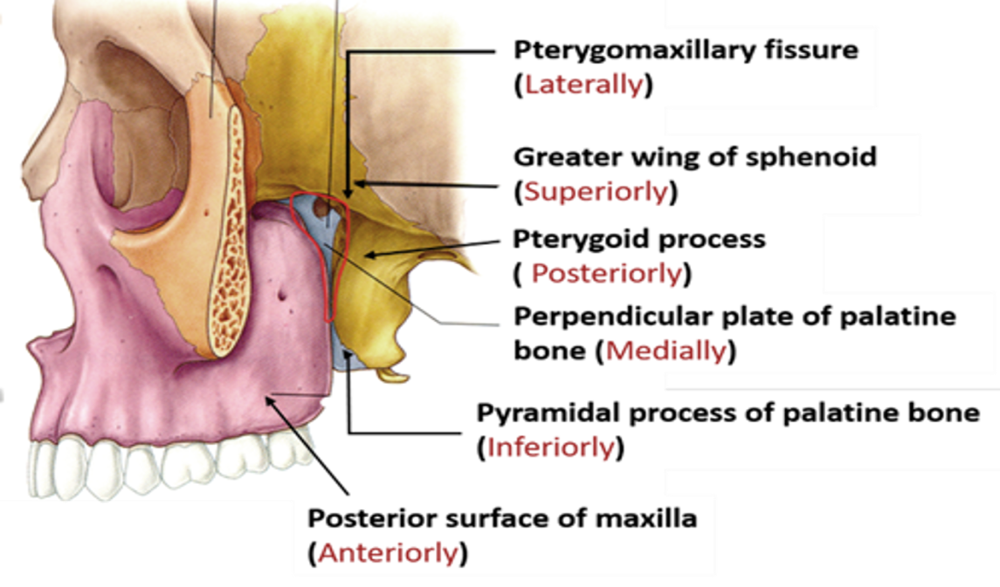 Pterygomaxillary fissure
(Laterally)
Greater wing of sphenoid
(Superiorly)
Pterygoid process
( Posteriorly)
Perpendicular plate of palatine
bone (Medially)
Pyramidal process of palatine bone
(Inferiorly)
Posterior surface of maxilla
(Anteriorly)